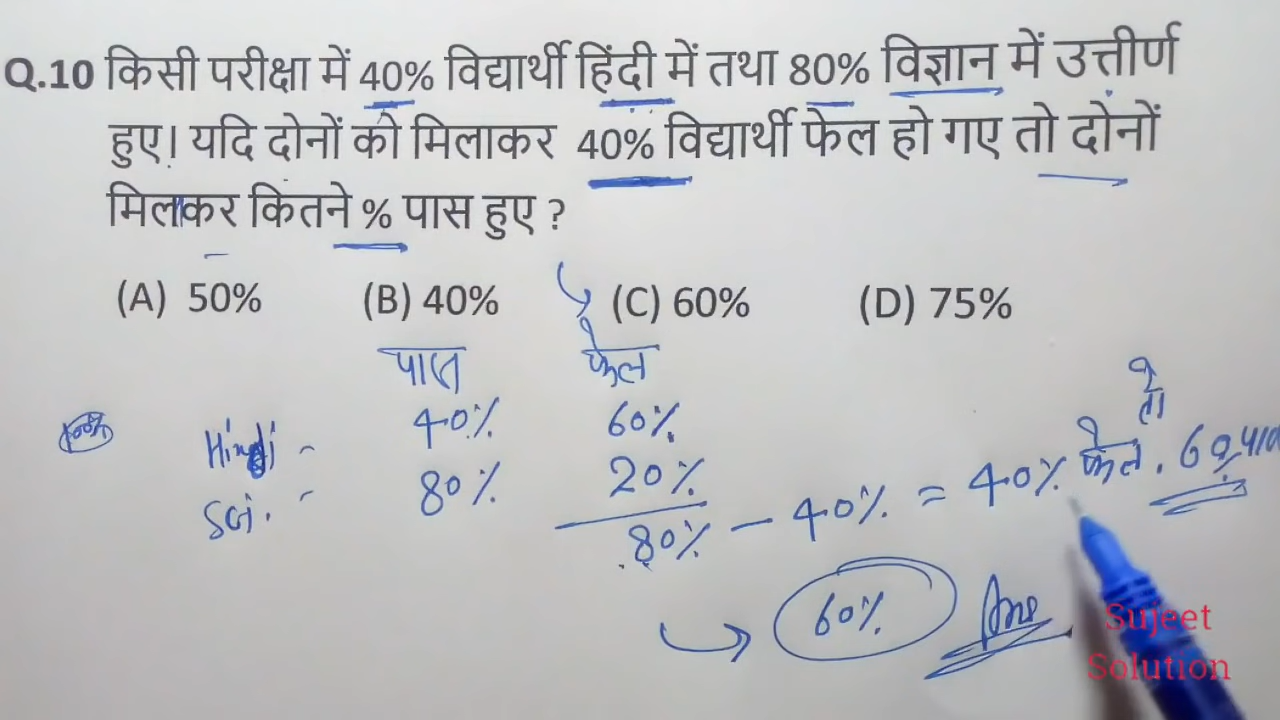 Q.10 किसी परीक्षा में 40% विद्यार्थी हिंदी में तथा 80% विज्ञान में उत्तीर्ण
हुए। यदि दोनों को मिलाकर 40% विद्यार्थी फेल हो गए तो दोनों
मिलाकर कितने % पास हुए ?
(A) 50% (B) 40% (C) 60% (D) 75%
पास फेल
Hindi - 40% 60%
Sci. - 80% 20%
80% - 40% = 40% फेल. तो 60 पास
60% Ans
Sujeet
Solution